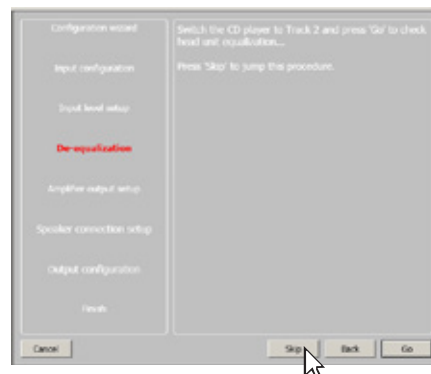 Configuration wizard
Input configuration
Input level setup
De-equalization
Amplifier output setup
Speaker connection setup
Output configuration
Finish
Switch the CD player to Track 2 and press 'Go' to check
head unit equalization...
Press 'Skip' to jump this procedure.
Cancel
Skip
Back
Go